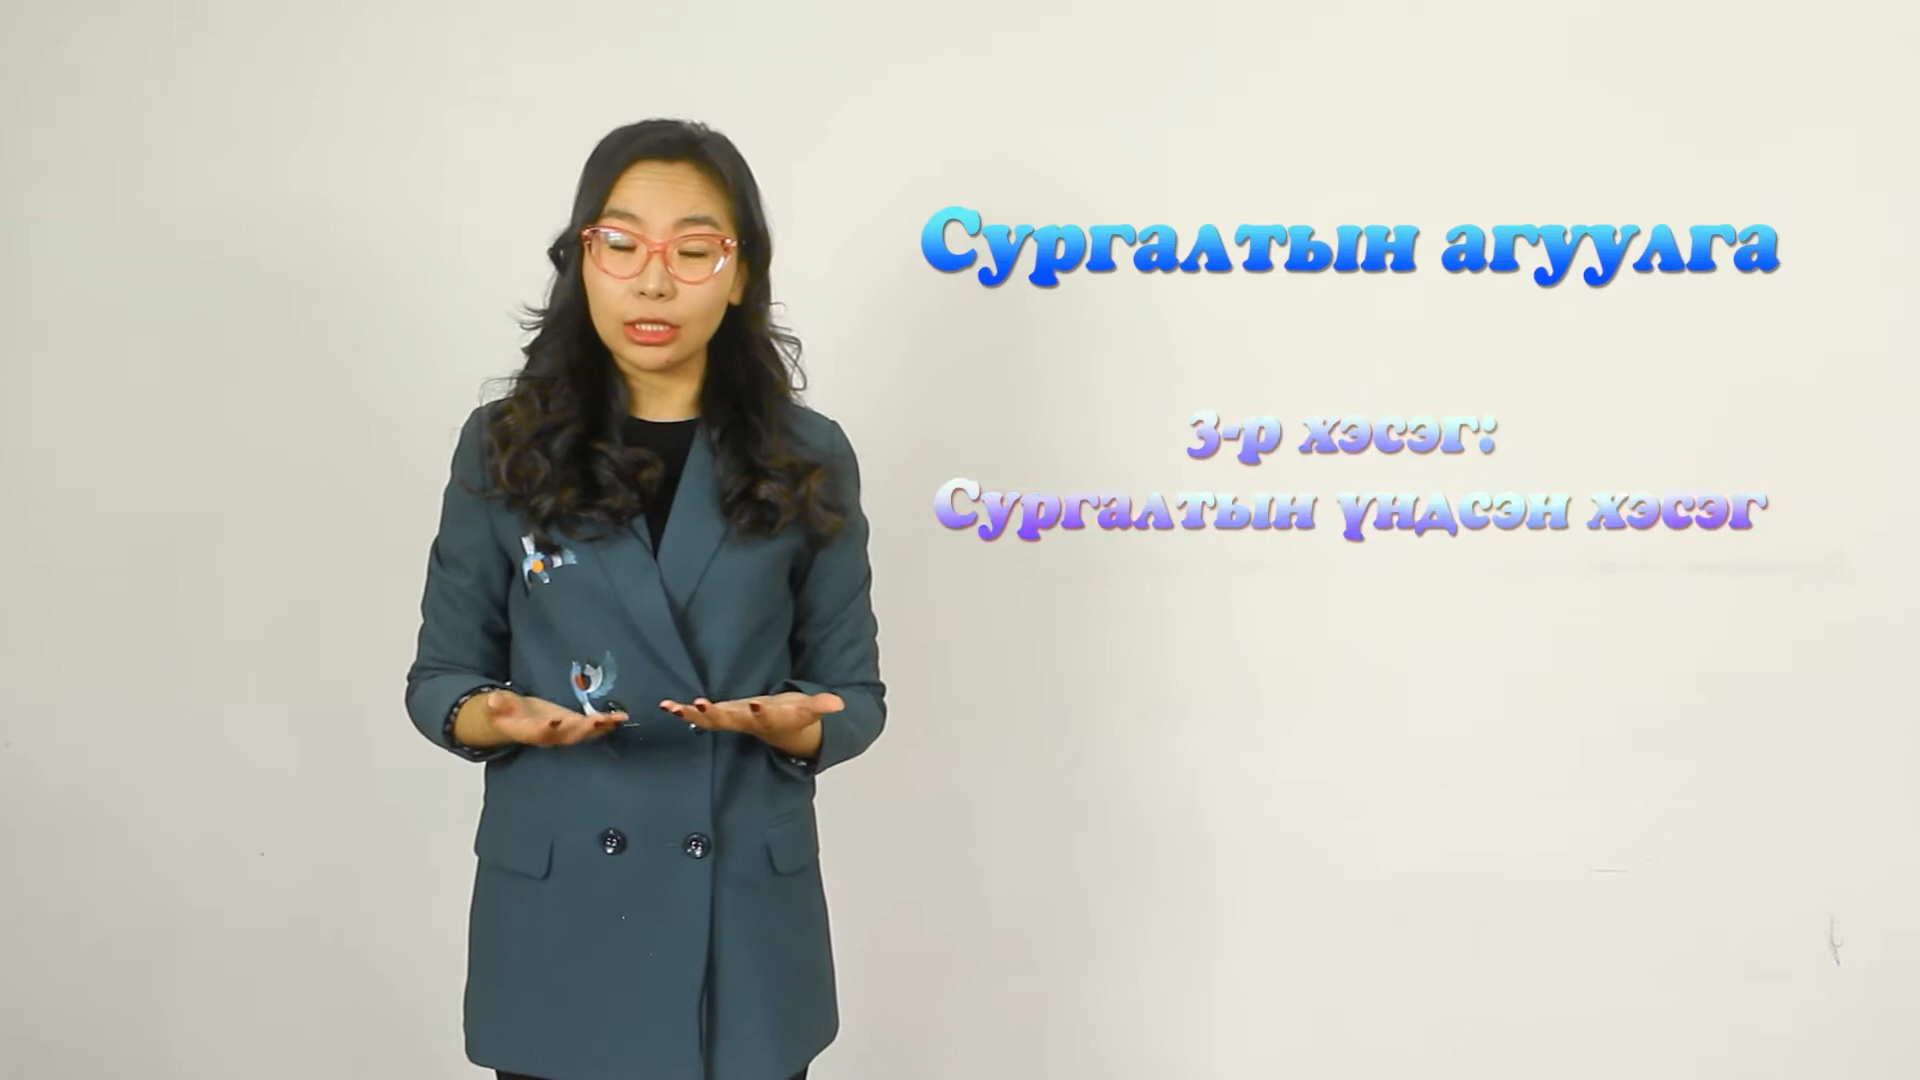 Сургалтын агуулга
3-р хэсэг:
Сургалтын үндсэн хэсэг